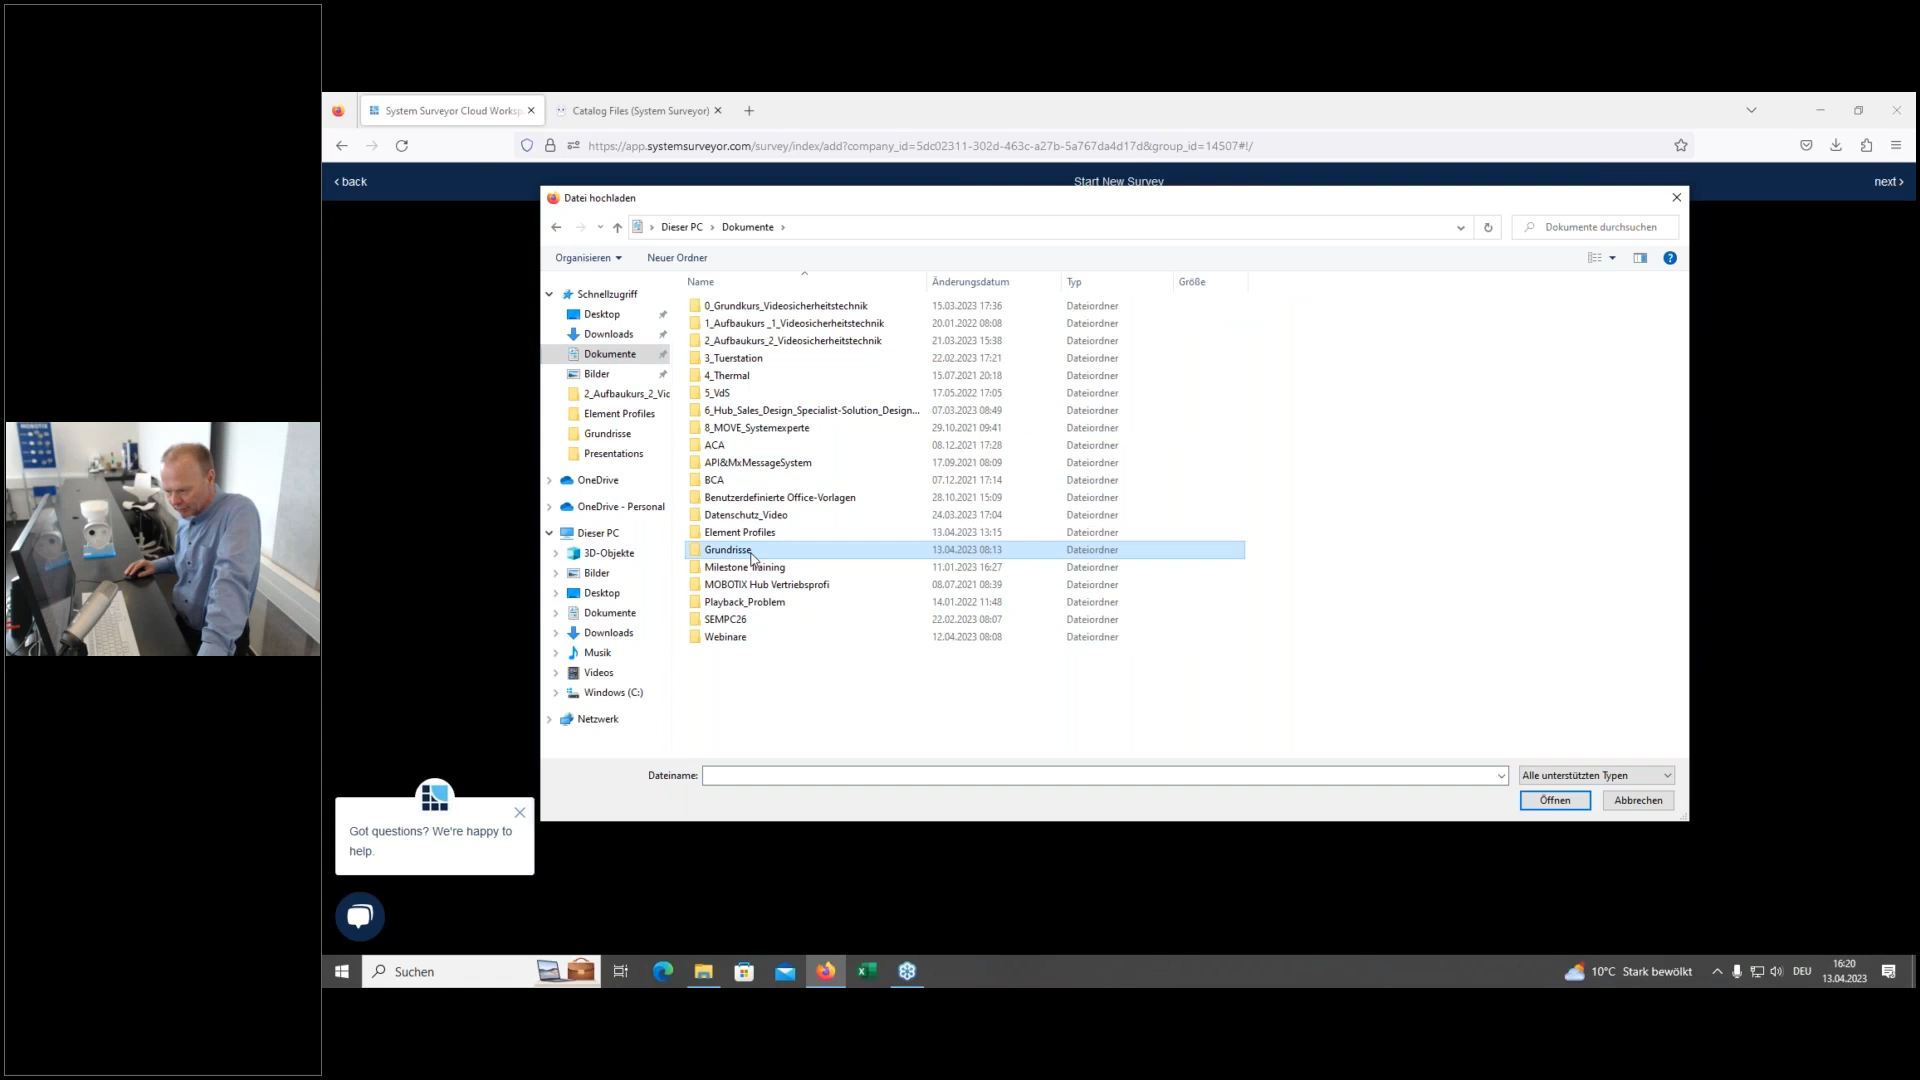 MOBOTIX
System Surveyor Cloud Worksp
Catalog Files (System Surveyor)
https://app.systemsurveyor.com/survey/index/add?company_id=5dc02311-302d-463c-a27b-5a767da4d17d&group_id=14507#!/
back
Start New Survey
next
Datei hochladen
Dieser PC
Dokumente
Dokumente durchsuchen
Organisieren
Neuer Ordner
Name
Änderungsdatum
Typ
Größe
Schnellzugriff
Desktop
Downloads
Dokumente
Bilder
2_Aufbaukurs_2_Vic
Element Profiles
Grundrisse
Presentations
OneDrive
OneDrive - Personal
Dieser PC
3D-Objekte
Bilder
Desktop
Dokumente
Downloads
Musik
Videos
Windows (C:)
Netzwerk
0_Grundkurs_Videosicherheitstechnik 15.03.2023 17:36 Dateiordner
1_Aufbaukurs _1_Videosicherheitstechnik 20.01.2022 08:08 Dateiordner
2_Aufbaukurs_2_Videosicherheitstechnik 21.03.2023 15:38 Dateiordner
3_Tuerstation 22.02.2023 17:21 Dateiordner
4_Thermal 15.07.2021 20:18 Dateiordner
5_VdS 17.05.2022 17:05 Dateiordner
6_Hub_Sales_Design_Specialist-Solution_Design... 07.03.2023 08:49 Dateiordner
8_MOVE_Systemexperte 29.10.2021 09:41 Dateiordner
ACA 08.12.2021 17:28 Dateiordner
API&MxMessageSystem 17.09.2021 08:09 Dateiordner
BCA 07.12.2021 17:14 Dateiordner
Benutzerdefinierte Office-Vorlagen 28.10.2021 15:09 Dateiordner
Datenschutz_Video 24.03.2023 17:04 Dateiordner
Element Profiles 13.04.2023 13:15 Dateiordner
Grundrisse 13.04.2023 08:13 Dateiordner
Milestone 11.01.2023 16:27 Dateiordner
MOBOTIX Hub Vertriebsprofi 08.07.2021 08:39 Dateiordner
Playback_Problem 14.01.2022 11:48 Dateiordner
SEMPC26 22.02.2023 08:07 Dateiordner
Webinare 12.04.2023 08:08 Dateiordner
Dateiname:
Alle unterstützten Typen
Öffnen
Abbrechen
Got questions? We're happy to
help.
Suchen
10°C Stark bewölkt
DEU
16:20
13.04.2023